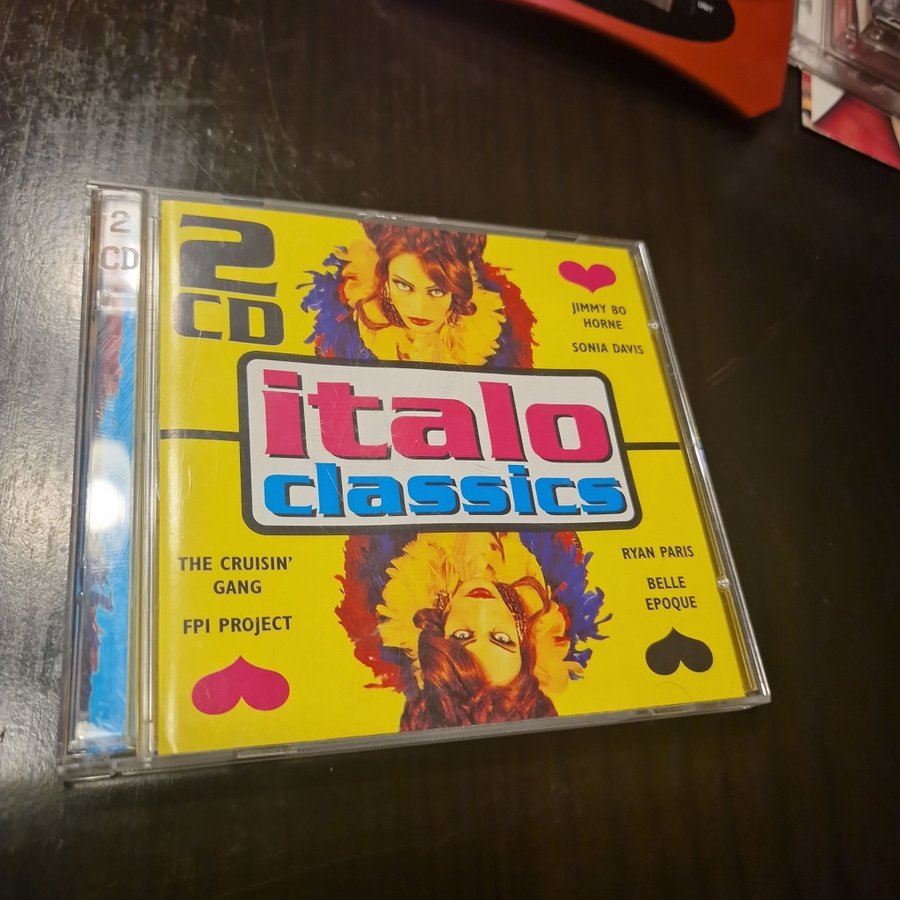 UNIT
2
CD
2
CD
JIMMY BO
HORNE
SONIA DAVIS
italo
classics
THE CRUISIN'
GANG
FPI PROJECT
RYAN PARIS
BELLE
EPOQUE